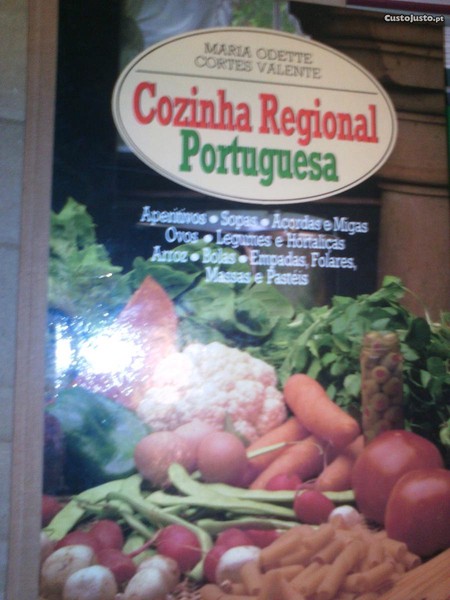 CustoJusto.pt
MARIA ODETTE
CORTES VALENTE
Cozinha Regional
Portuguesa
Aperitivos • Sopas • Açordas e Migas
Ovos • Legumes e Hortaliças
Arroz • Bolas • Empadas, Folares,
Massas e Pastéis